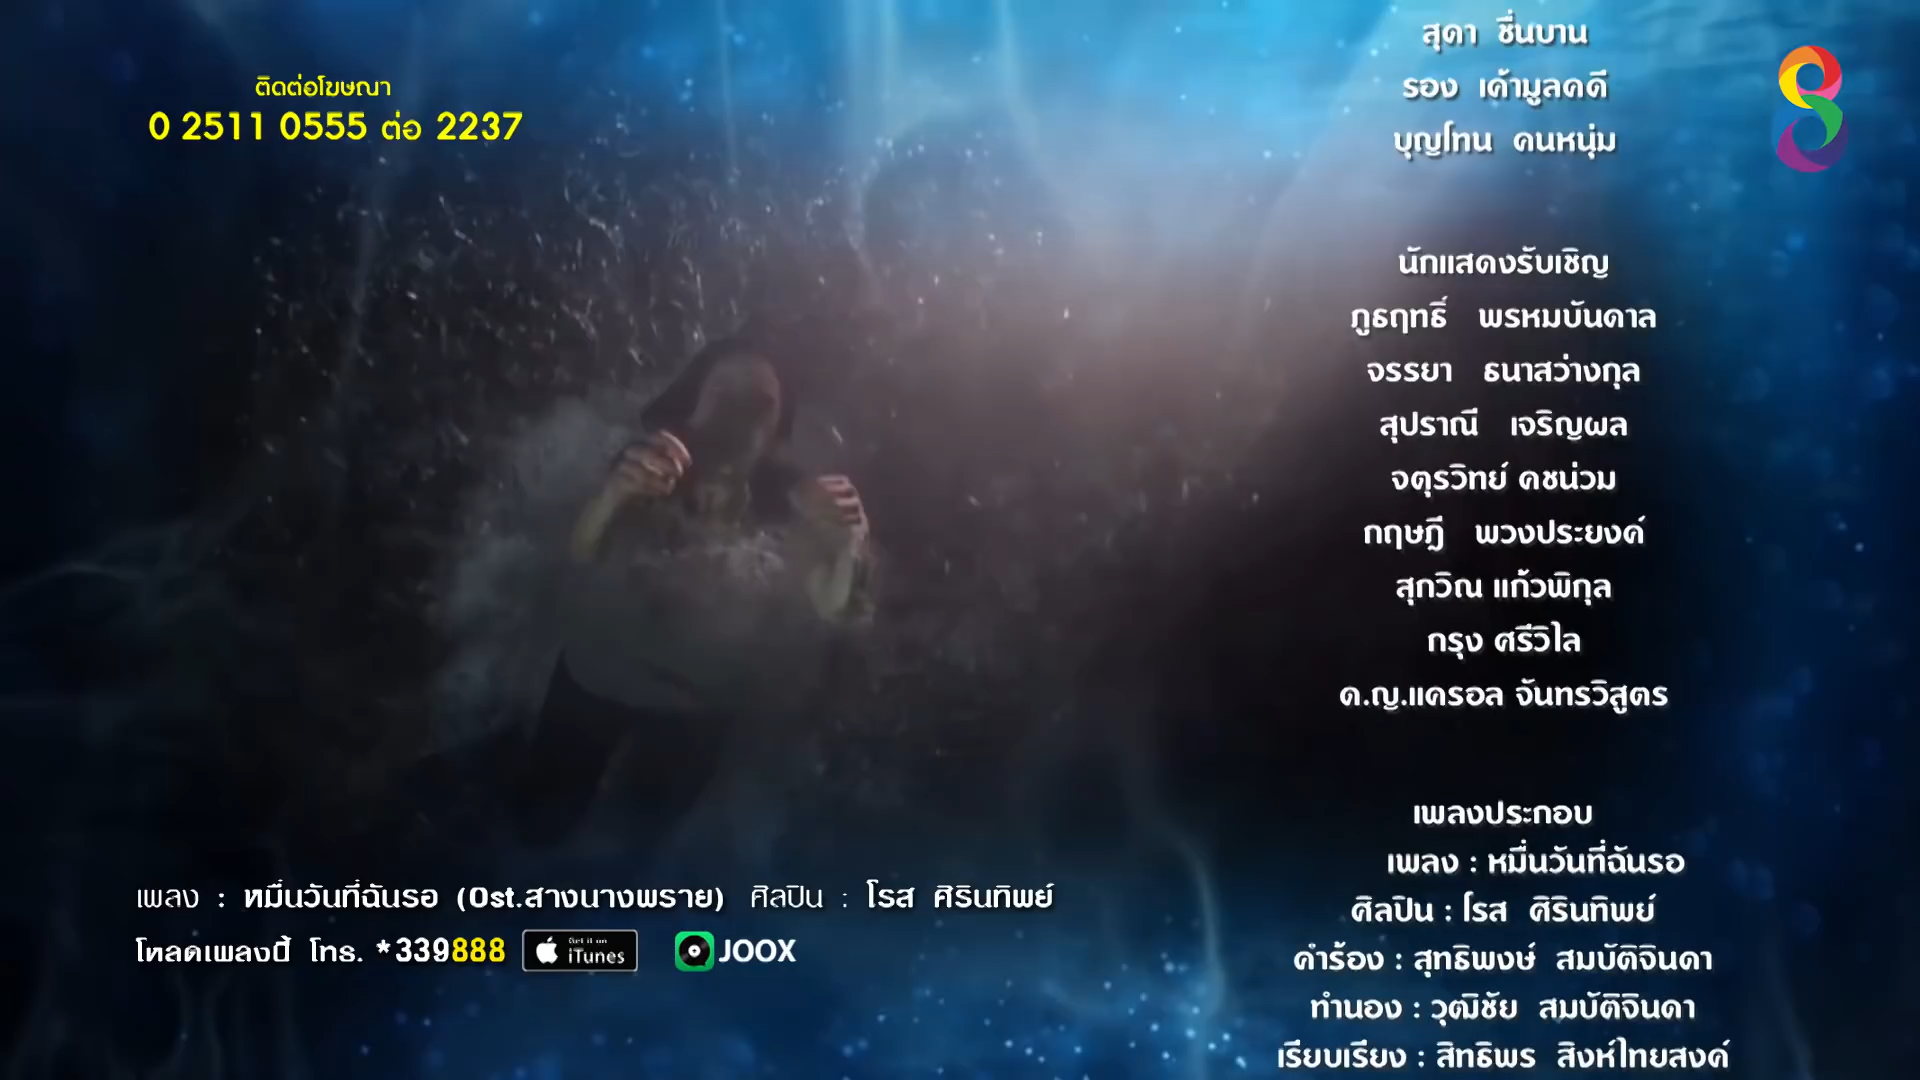 ติดต่อโฆษณา
0 2511 0555 ต่อ 2237
สุดา ชื่นบาน
รอง เค้ามูลคดี
บุญโทน คนหนุ่ม
นักแสดงรับเชิญ
ภูธฤทธิ์ พรหมบันดาล
จรรยา ธนาสว่างกุล
สุปราณี เจริญผล
จตุรวิทย์ คชน่วม
กฤษฎี พวงประยงค์
สุกวิณ แก้วพิกุล
กรุง ศรีวิไล
ด.ญ.แครอล จันทรวิสูตร
เพลงประกอบ
เพลง : หมื่นวันที่ฉันรอ
ศิลปิน : โรส ศิรินทิพย์
คำร้อง : สุทธิพงษ์ สมบัติจินดา
ทำนอง : วุฒิชัย สมบัติจินดา
เรียบเรียง : สิทธิพร สิงห์ไทยสงค์
เพลง : หมื่นวันที่ฉันรอ (Ost.สางนางพราย) ศิลปิน : โรส ศิรินทิพย์
โหลดเพลงนี้ โทร. *339888 Get it on iTunes JOOX